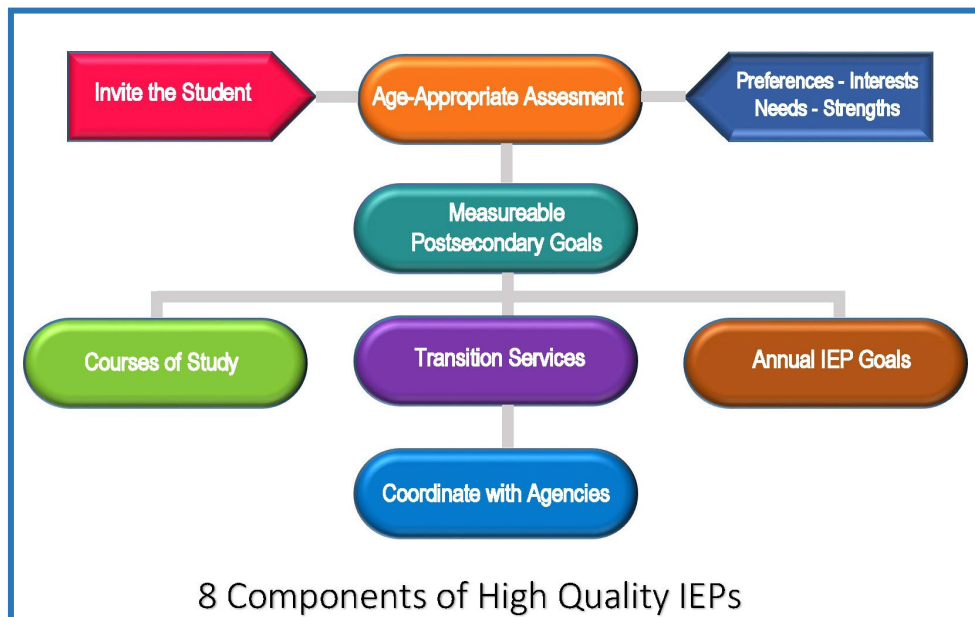 Invite the Student
Age-Appropriate Assesment
Preferences - Interests
Needs - Strengths
Measureable
Postsecondary Goals
Courses of Study
Transition Services
Annual IEP Goals
Coordinate with Agencies
8 Components of High Quality IEPs